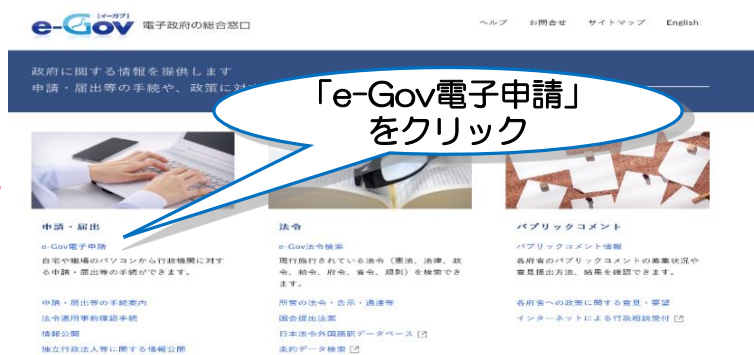 [イーガブ]
e-Gov 電子政府の総合窓口
ヘルプ お問合せ サイトマップ English
政府に関する情報を提供します
申請・届出等の手続や、政策に対
「e-Gov電子申請」
をクリック
申請・届出
e-Gov電子申請
自宅や職場のパソコンから行政機関に対す
る申請・届出等の手続ができます。
申請・届出等の手続案内
法令適用事前確認手続
情報公開
独立行政法人等に関する情報公開
法令
e-Gov法令検索
現行施行されている法令（憲法、法律、政
令、勅令、府令、省令、規則）を検索でき
ます。
所管の法令・告示・通達等
国会提出法案
日本法令外国語訳データベース
条約データ検索
パブリックコメント
パブリックコメント情報
各府省のパブリックコメントの募集状況や
意見提出方法、結果を確認できます。
各府省への政策に関する意見・要望
インターネットによる行政相談受付